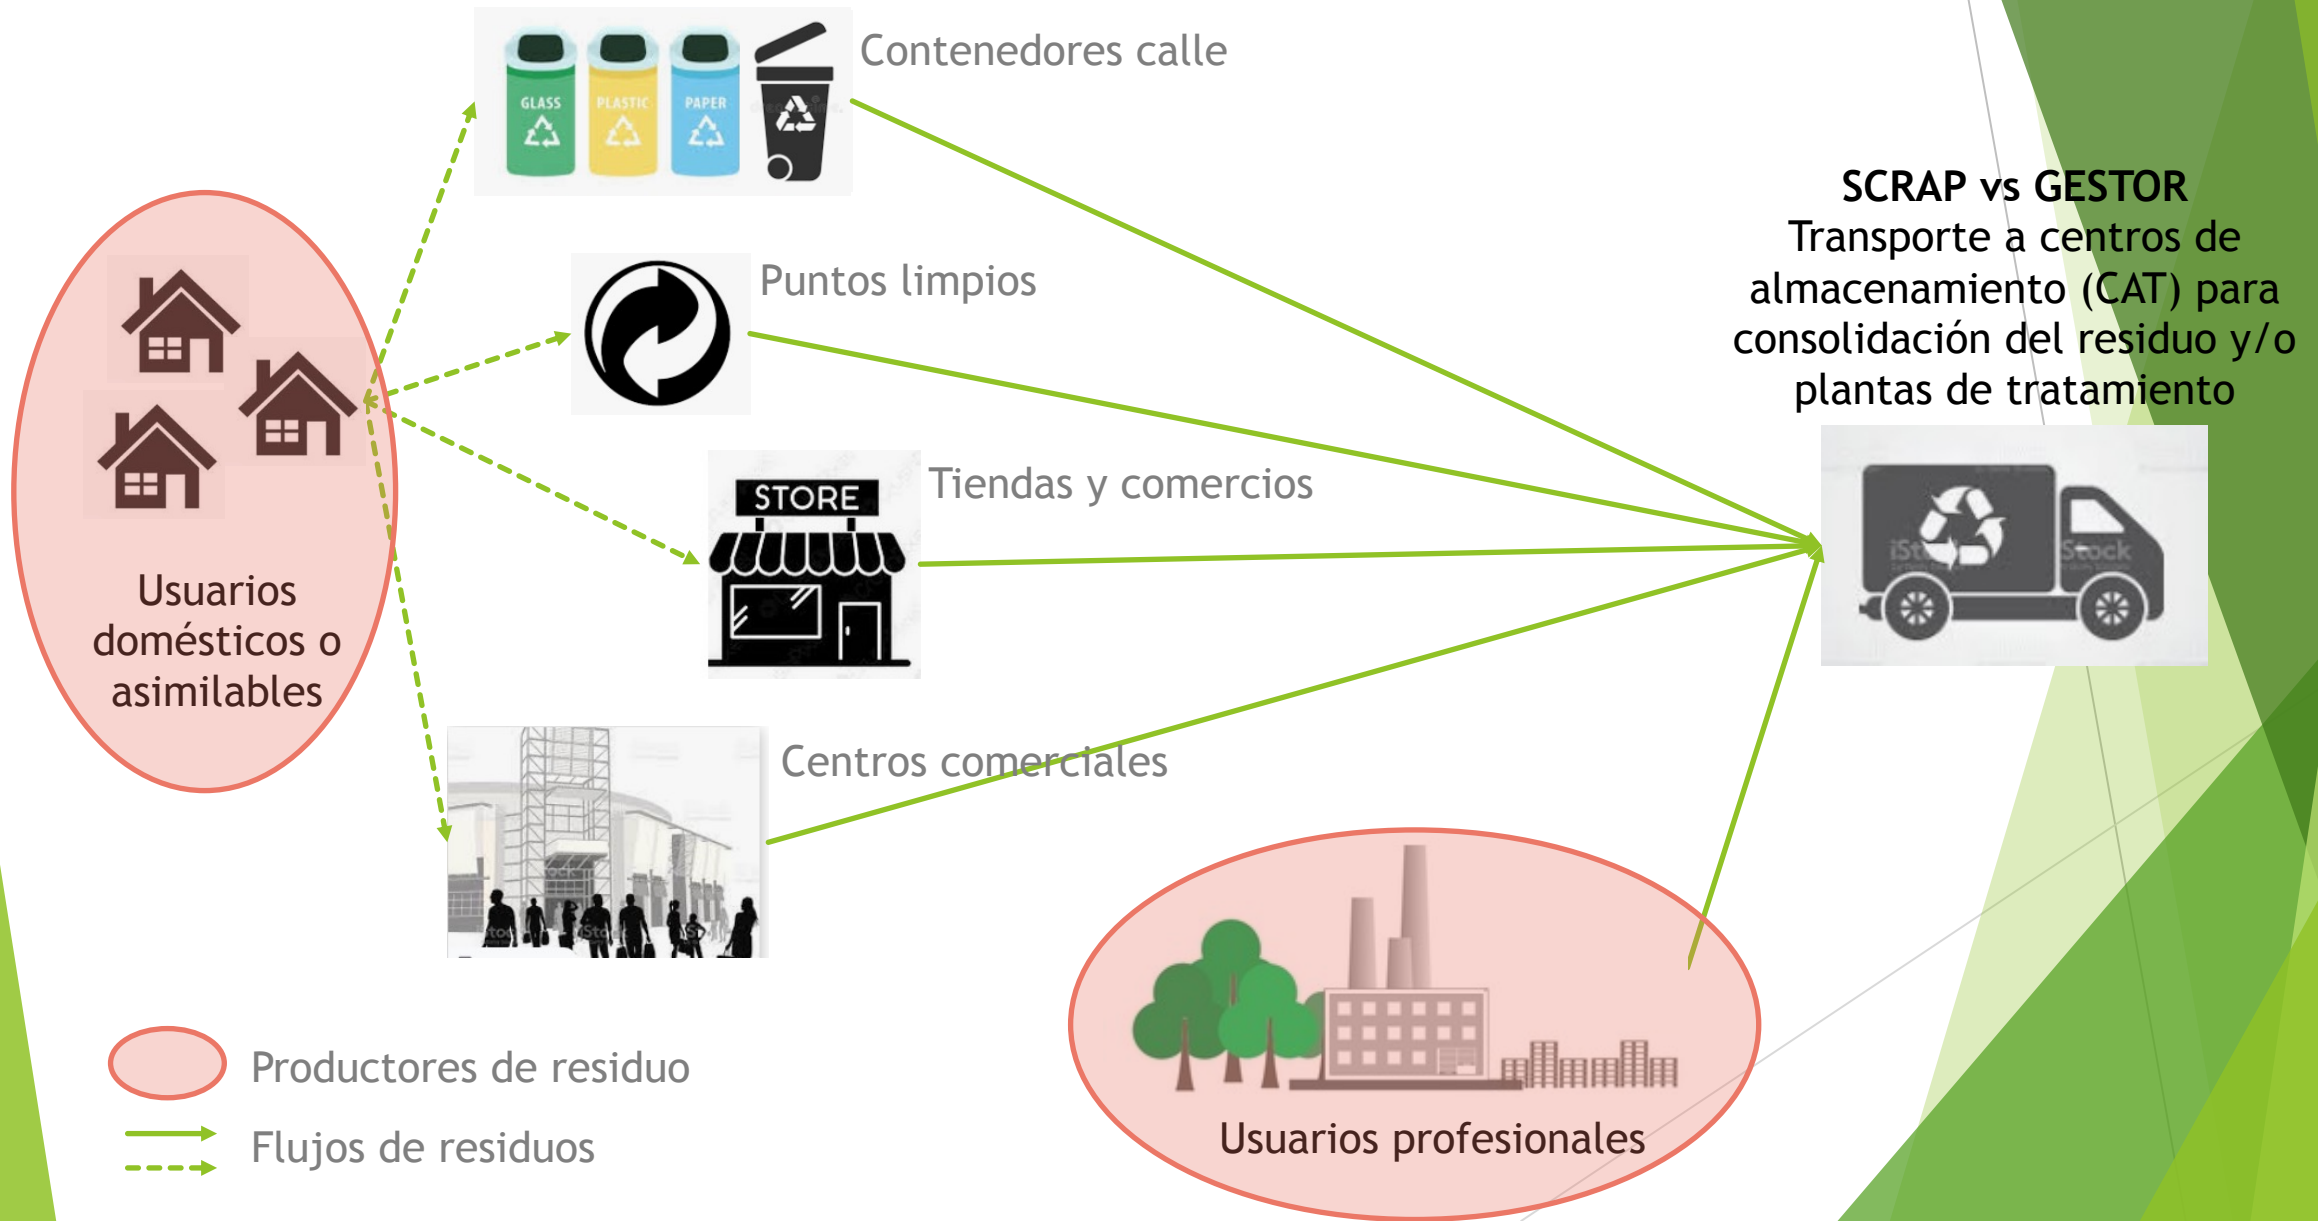 Contenedores calle
GLASS
PLASTIC
PAPER
SCRAP vs GESTOR
Transporte a centros de
almacenamiento (CAT) para
consolidación del residuo y/o
plantas de tratamiento
Puntos limpios
STORE
Tiendas y comercios
iStock
Usuarios
domésticos o
asimilables
Centros comerciales
iStock
Productores de residuo
Flujos de residuos
Usuarios profesionales